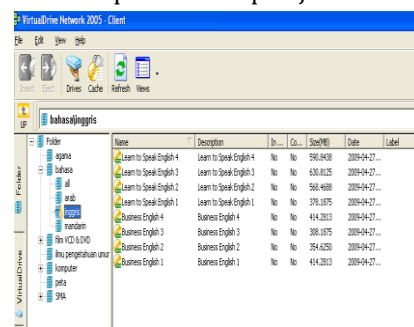 VirtualDrive Network 2005 - Client
File Edit View Help
Insert Eject Drives Cache Refresh Views
UP bahasa\inggris
Folder
Folder
agama
bahasa
all
arab
inggris
mandarin
film VCD & DVD
ilmu pengetahuan umur
komputer
peta
SMA
VirtualDrive
Name Description In ... Co... Size(MB) Date Label
Learn to Speak English 4 Learn to Speak English 4 No No 590.8438 2009-04-27...
Learn to Speak English 3 Learn to Speak English 3 No No 630.8125 2009-04-27...
Learn to Speak English 2 Learn to Speak English 2 No No 568.4688 2009-04-27...
Learn to Speak English 1 Learn to Speak English 1 No No 378.1875 2009-04-27...
Business English 4 Business English 4 No No 414.2813 2009-04-27...
Business English 3 Business English 3 No No 308.1875 2009-04-27...
Business English 2 Business English 2 No No 354.6250 2009-04-27...
Business English 1 Business English 1 No No 414.2813 2009-04-27...